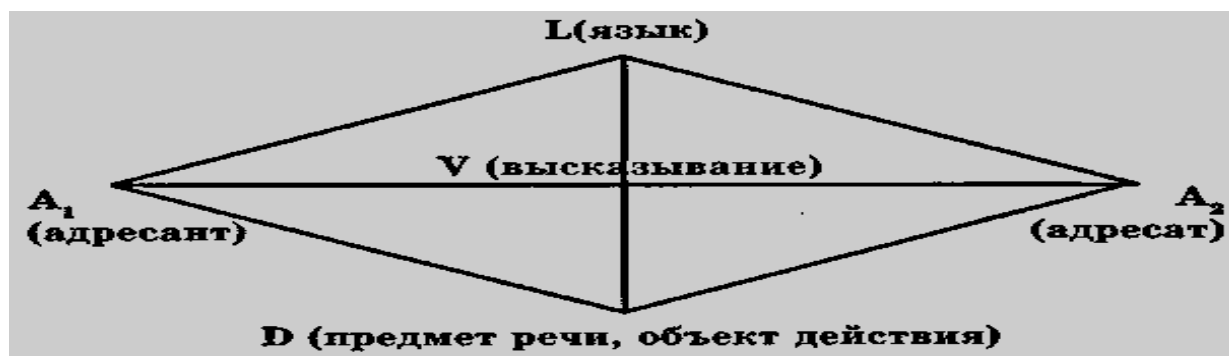 L(язык)
V (высказывание)
A₁
(адресант)
A₂
(адресат)
D (предмет речи, объект действия)